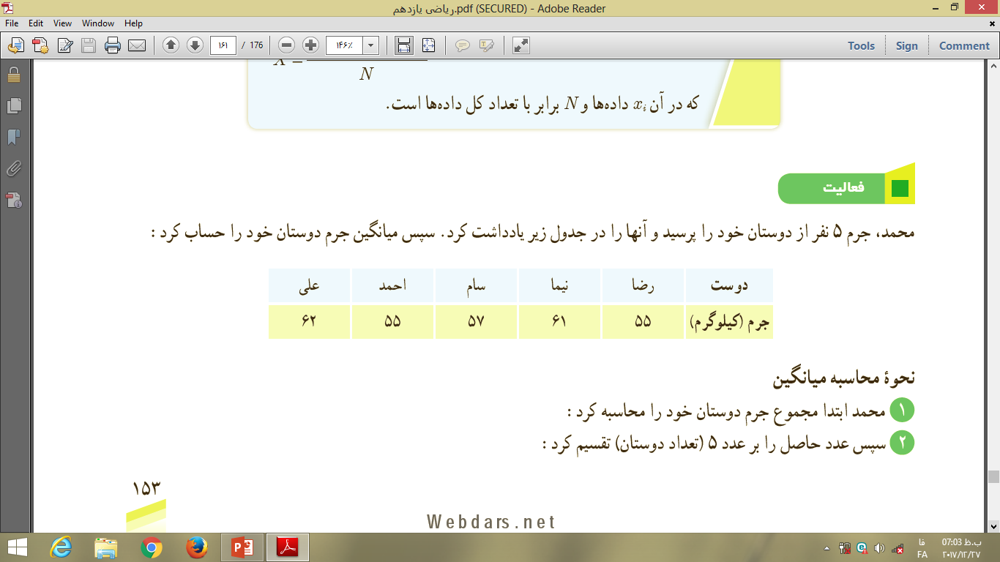 ریاضی یازدهم.pdf (SECURED) - Adobe Reader
File Edit View Window Help
۱۶۱ / 176 ۱۴۶٪ Tools Sign Comment
N
که در آن xᵢ داده‌ها و N برابر با تعداد کل داده‌ها است.
فعالیت
محمد، جرم ۵ نفر از دوستان خود را پرسید و آنها را در جدول زیر یادداشت کرد. سپس میانگین جرم دوستان خود را حساب کرد :
دوست رضا نیما سام احمد علی
جرم (کیلوگرم) ۵۵ ۶۱ ۵۷ ۵۵ ۶۲
نحوهٔ محاسبه میانگین
۱ محمد ابتدا مجموع جرم دوستان خود را محاسبه کرد :
۲ سپس عدد حاصل را بر عدد ۵ (تعداد دوستان) تقسیم کرد :
۱۵۳
Webdars.net
فا ب.ظ 07:03
FA ۲۰۱۷/۱۲/۲۷